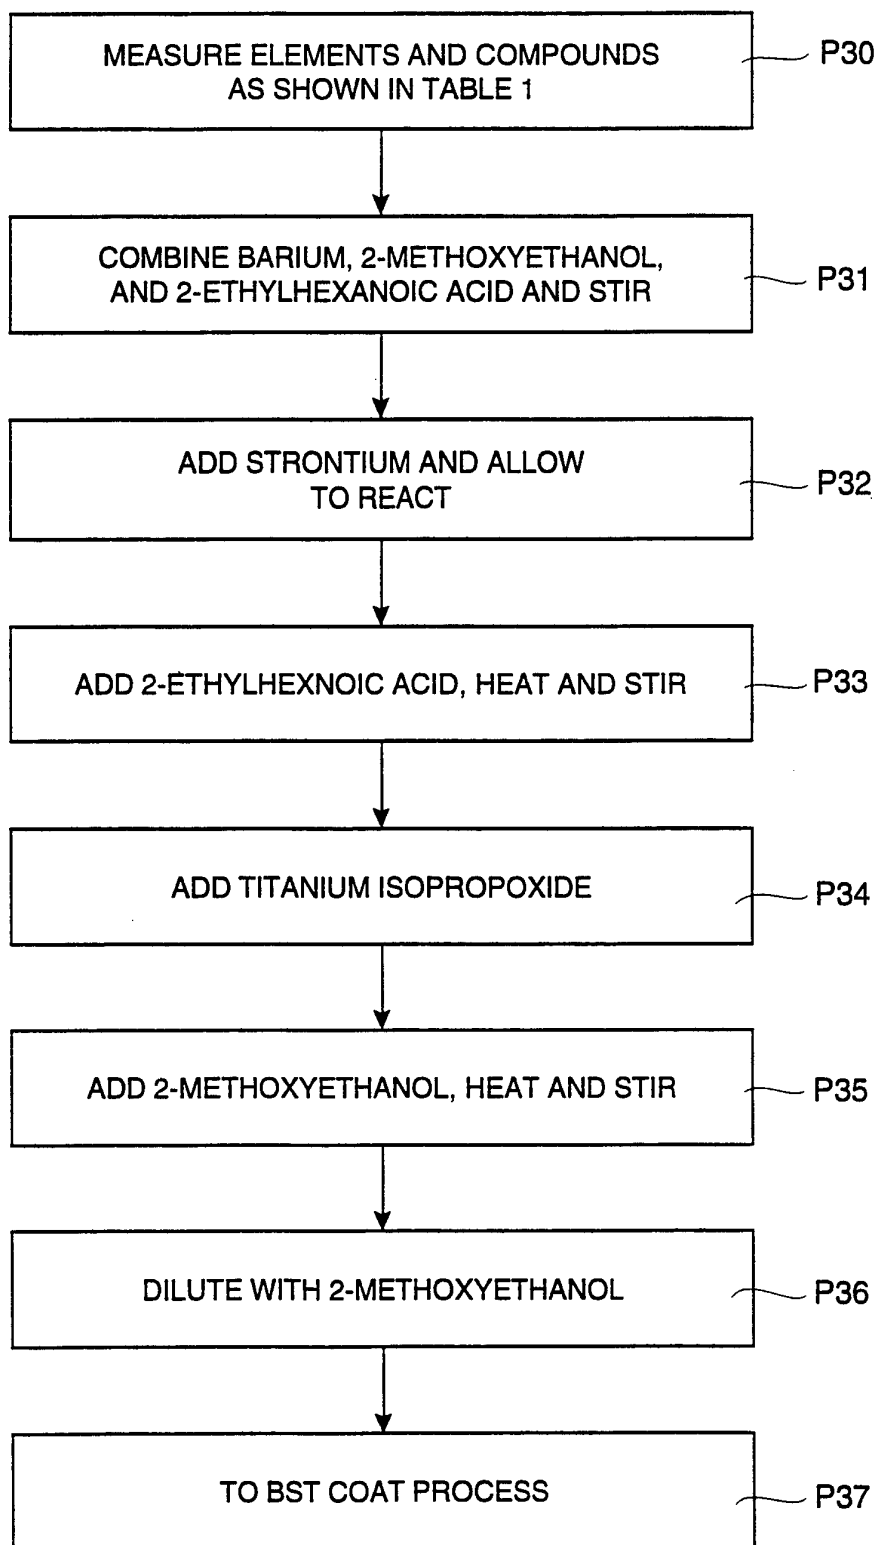 MEASURE ELEMENTS AND COMPOUNDS
AS SHOWN IN TABLE 1
P30
COMBINE BARIUM, 2-METHOXYETHANOL,
AND 2-ETHYLHEXANOIC ACID AND STIR
P31
ADD STRONTIUM AND ALLOW
TO REACT
P32
ADD 2-ETHYLHEXNOIC ACID, HEAT AND STIR
P33
ADD TITANIUM ISOPROPOXIDE
P34
ADD 2-METHOXYETHANOL, HEAT AND STIR
P35
DILUTE WITH 2-METHOXYETHANOL
P36
TO BST COAT PROCESS
P37